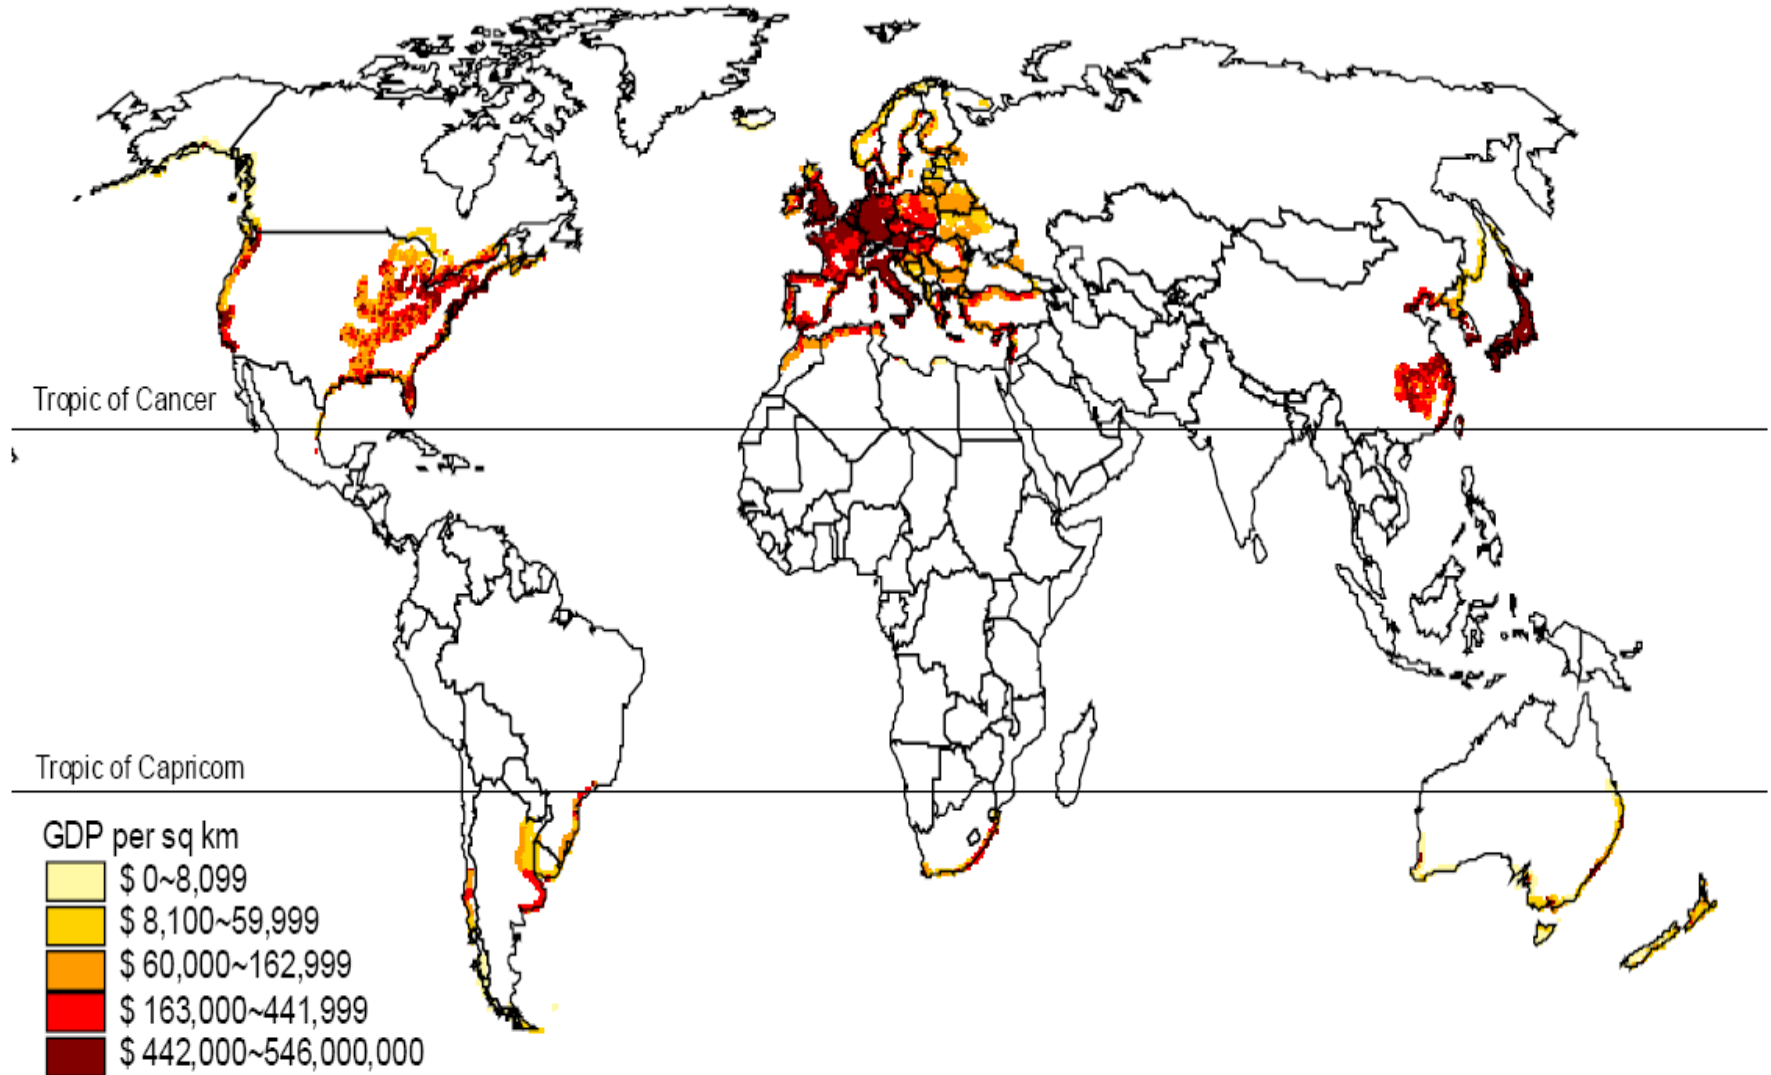 Tropic of Cancer
Tropic of Capricorn
GDP per sq km
$ 0~8,099
$ 8,100~59,999
$ 60,000~162,999
$ 163,000~441,999
$ 442,000~546,000,000